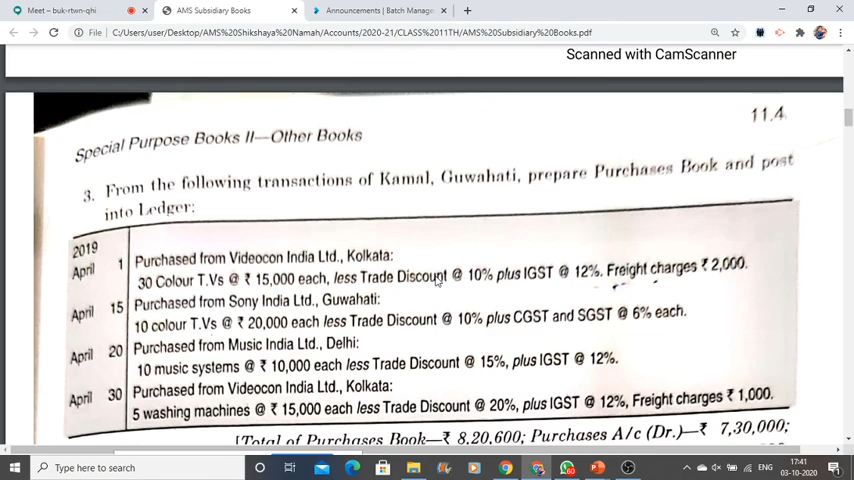 Meet – buk-rtwn-qhi
AMS Subsidiary Books
Announcements | Batch Manage
File | C:/Users/user/Desktop/AMS%20Shikshaya%20Namah/Accounts/2020-21/CLASS%2011TH/AMS%20Subsidiary%20Books.pdf
Scanned with CamScanner
Special Purpose Books II—Other Books
11.4
3. From the following transactions of Kamal, Guwahati, prepare Purchases Book and post
into Ledger:
2019
April 1 Purchased from Videocon India Ltd., Kolkata:
30 Colour T.Vs @ ₹ 15,000 each, less Trade Discount @ 10% plus IGST @ 12%. Freight charges ₹ 2,000.
April 15 Purchased from Sony India Ltd., Guwahati:
10 colour T.Vs @ ₹ 20,000 each less Trade Discount @ 10% plus CGST and SGST @ 6% each.
April 20 Purchased from Music India Ltd., Delhi:
10 music systems @ ₹ 10,000 each less Trade Discount @ 15%, plus IGST @ 12%.
April 30 Purchased from Videocon India Ltd., Kolkata:
5 washing machines @ ₹ 15,000 each less Trade Discount @ 20%, plus IGST @ 12%, Freight charges ₹ 1,000.
[Total of Purchases Book—₹ 8,20,600; Purchases A/c (Dr.)—₹ 7,30,000;
Type here to search
ENG
17:41
03-10-2020